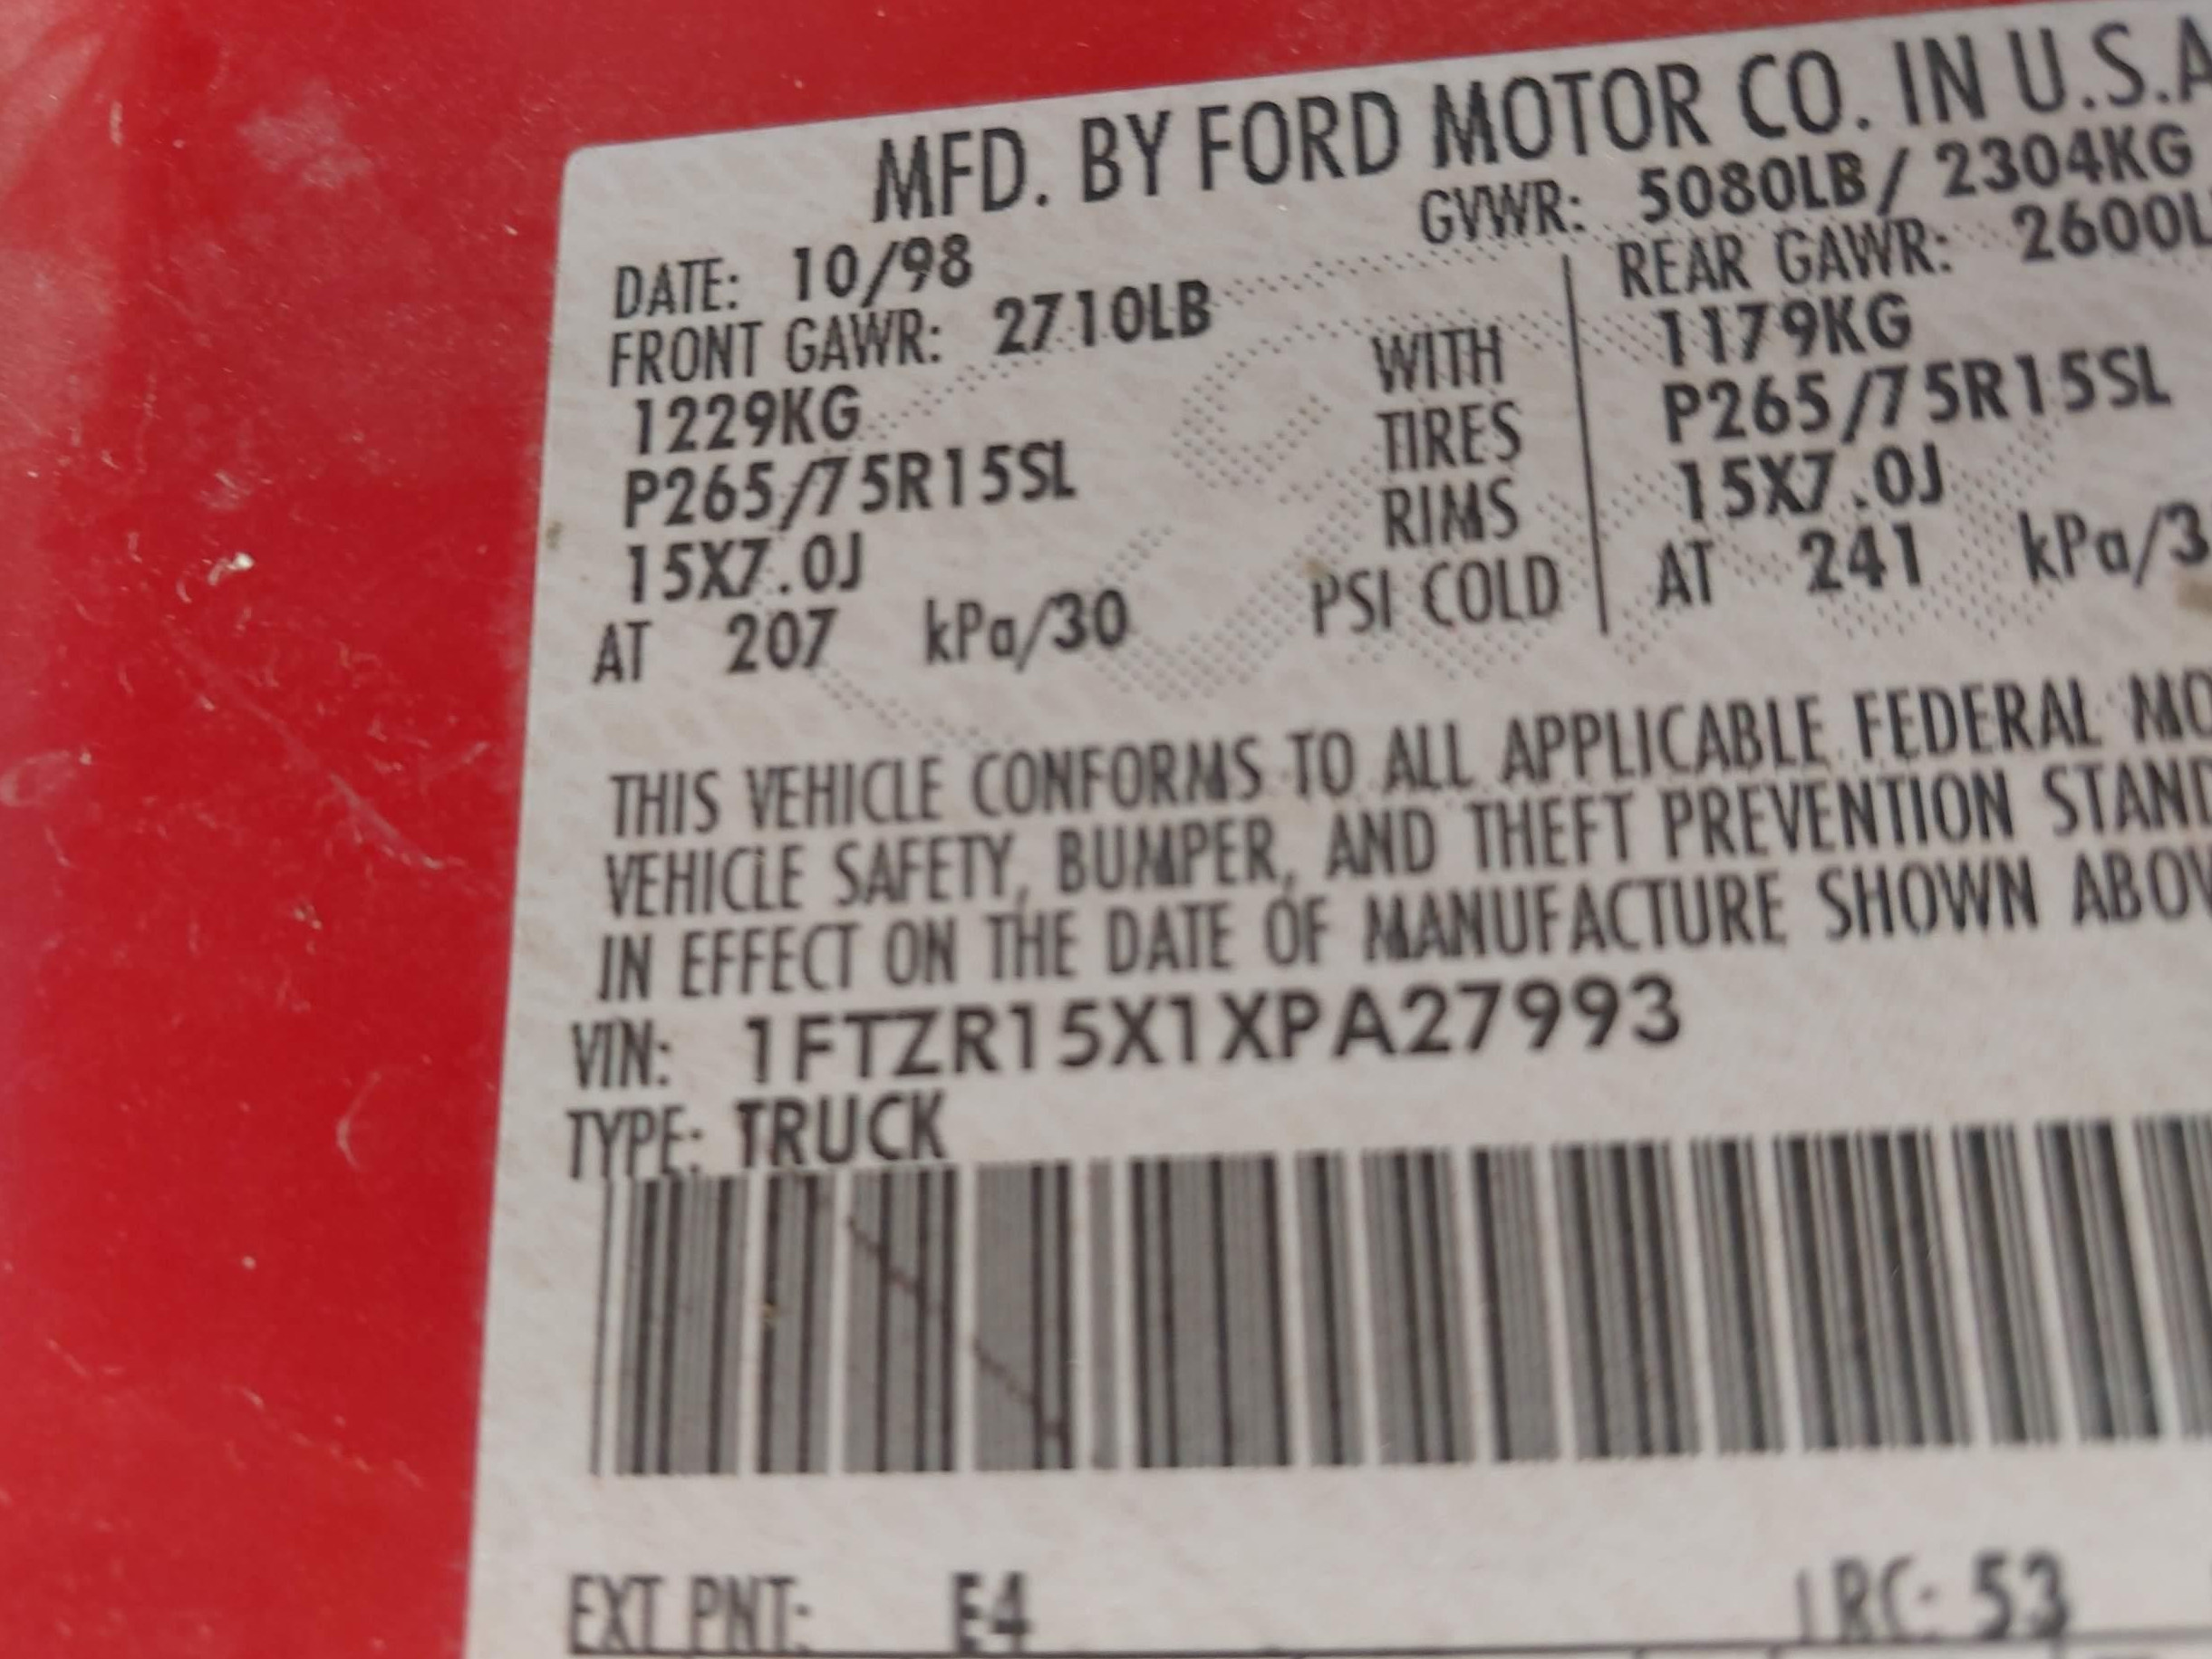 MFD. BY FORD MOTOR CO. IN U.S.A
DATE: 10/98 GVWR: 5080LB/ 2304KG
FRONT GAWR: 2710LB REAR GAWR: 2600L
1229KG WITH 1179KG
P265/75R15SL TIRES P265/75R15SL
15X7.0J RIMS 15X7.0J
AT 207 kPa/30 PSI COLD AT 241 kPa/3
THIS VEHICLE CONFORMS TO ALL APPLICABLE FEDERAL MO
VEHICLE SAFETY, BUMPER, AND THEFT PREVENTION STAND
IN EFFECT ON THE DATE OF MANUFACTURE SHOWN ABOV
VIN: 1FTZR15X1XPA27993
TYPE: TRUCK
EXT PNT: E4 RC: 53